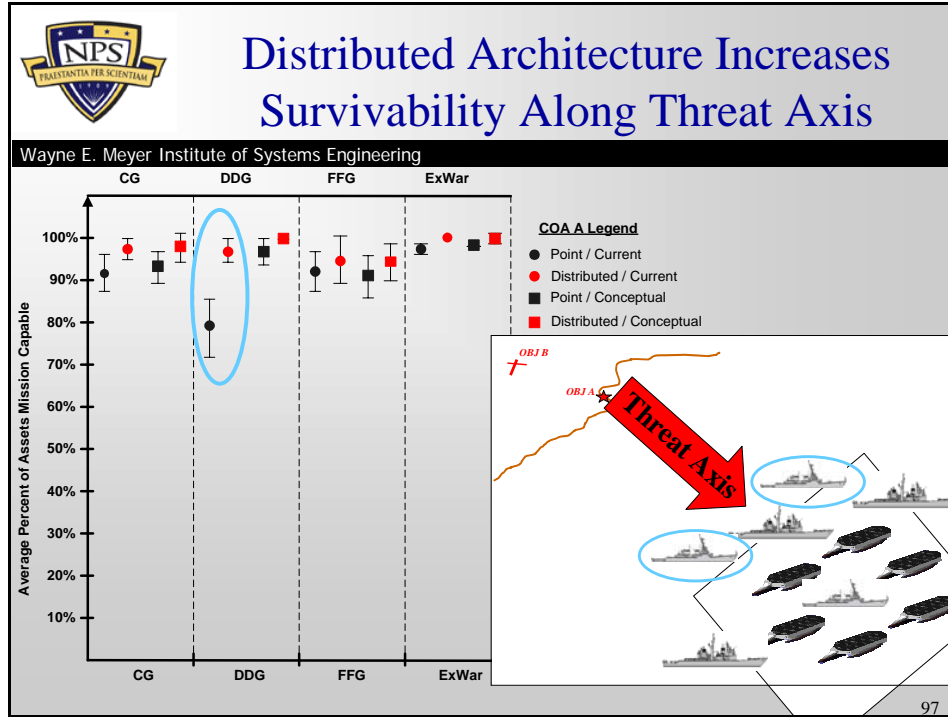 NPS
PRAESTANTIA PER SCIENTIAM
Distributed Architecture Increases
Survivability Along Threat Axis
Wayne E. Meyer Institute of Systems Engineering
CG DDG FFG ExWar
100%
90%
80%
70%
60%
50%
40%
30%
20%
10%
Average Percent of Assets Mission Capable
CG DDG FFG ExWar
COA A Legend
Point / Current
Distributed / Current
Point / Conceptual
Distributed / Conceptual
OBJ B
OBJ A
Threat Axis
97